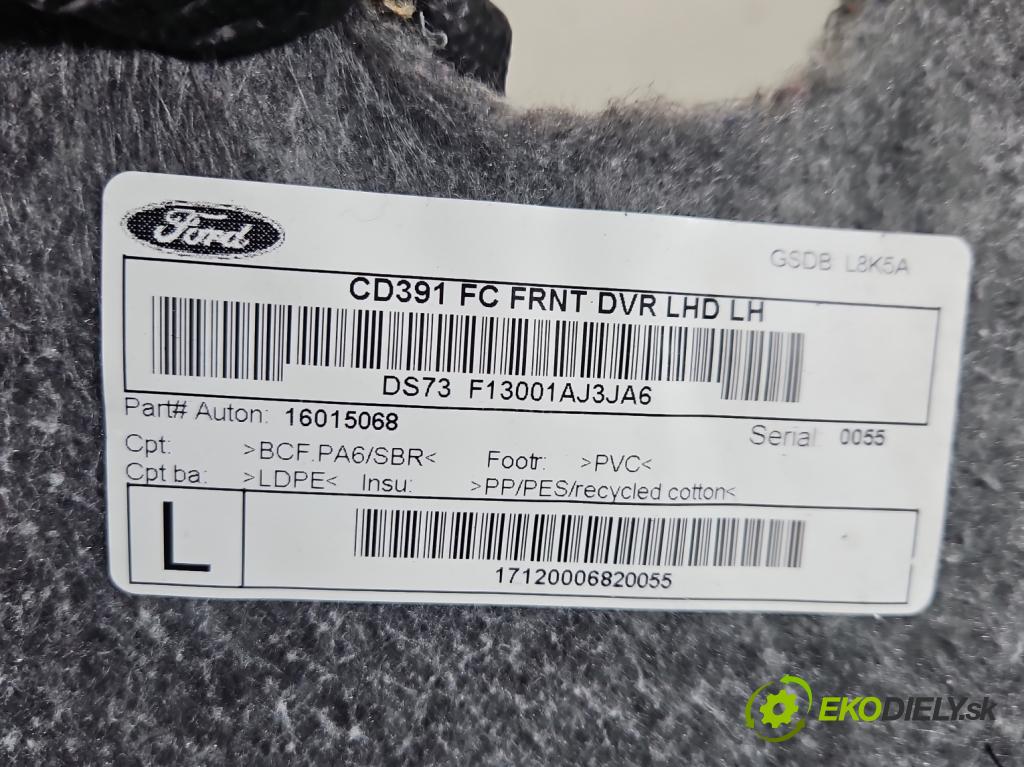 Ford
GSDB L8K5A
CD391 FC FRNT DVR LHD LH
DS73 F13001AJ3JA6
Part# Auton: 16015068
Serial: 0055
Cpt: >BCF.PA6/SBR< Footr: >PVC<
Cpt ba: >LDPE< Insu: >PP/PES/recycled cotton<
L
17120006820055
EKODIELY.sk